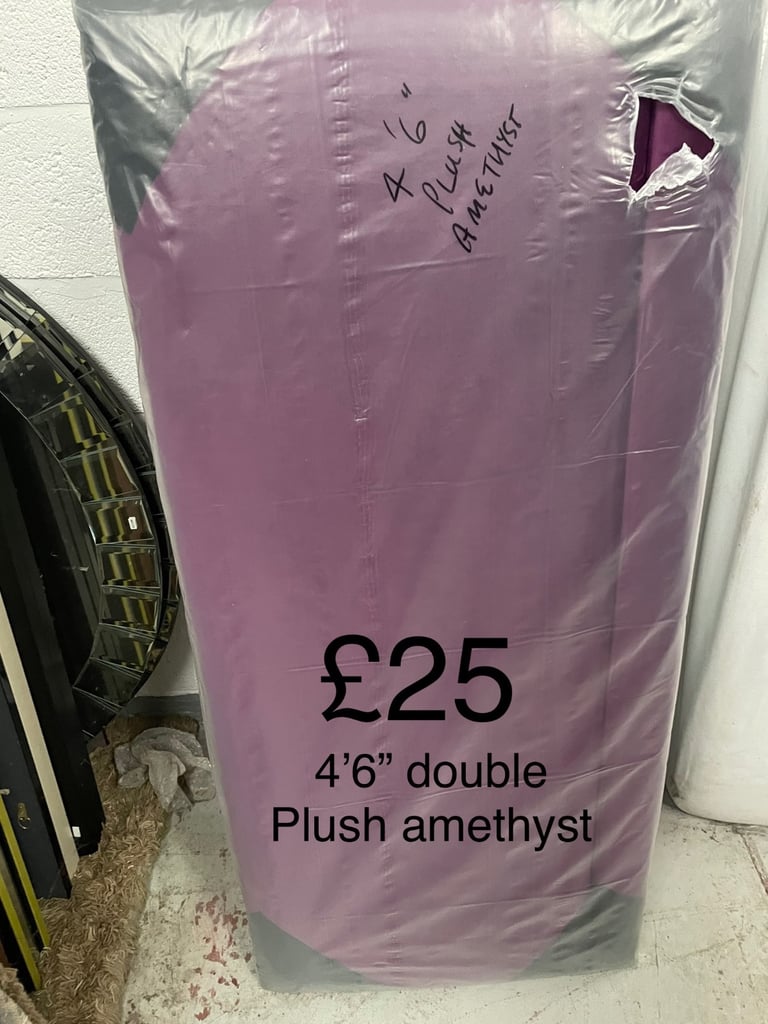 4'6"
PLUSH
AMETHYST
£25
4’6” double
Plush amethyst